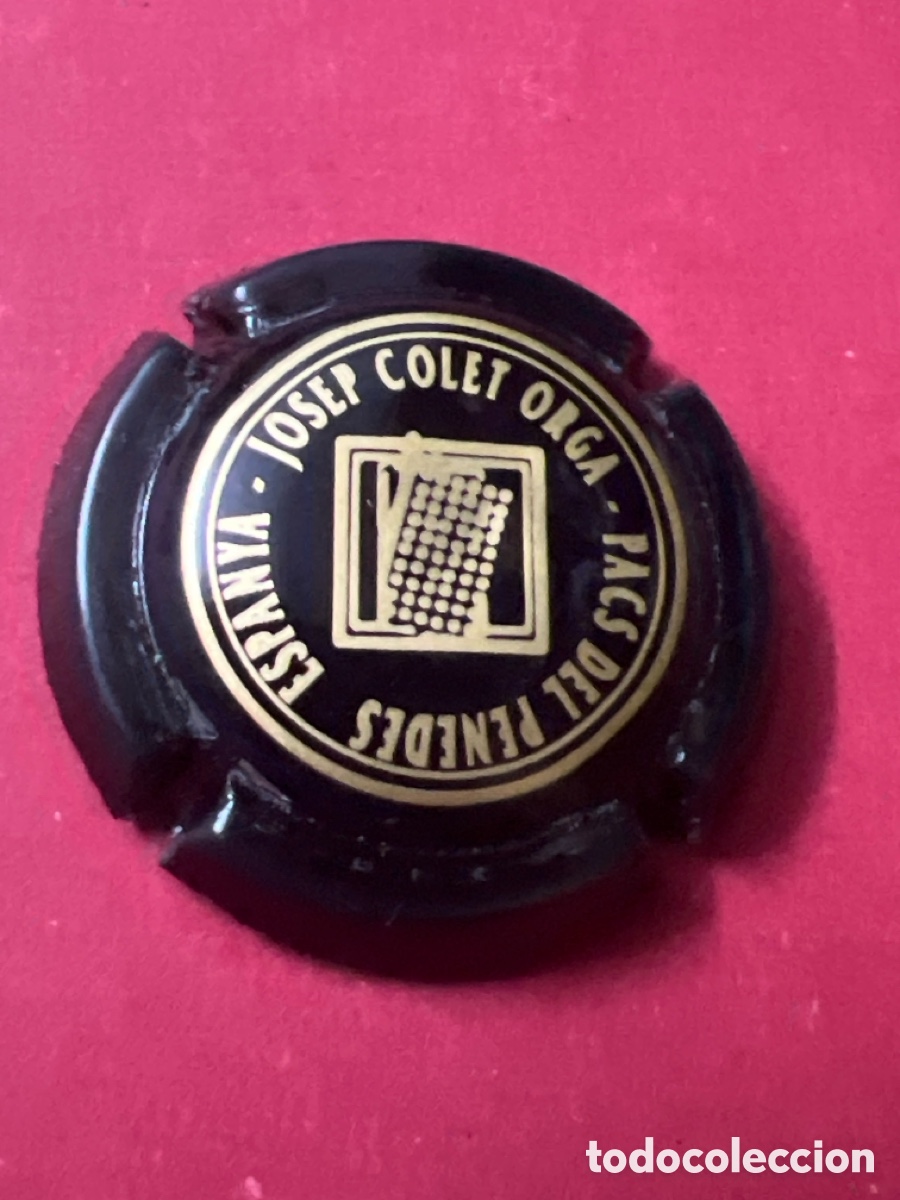 JOSEP COLET ORGA - PACS DEL PENEDES ESPANYA -
todocoleccion